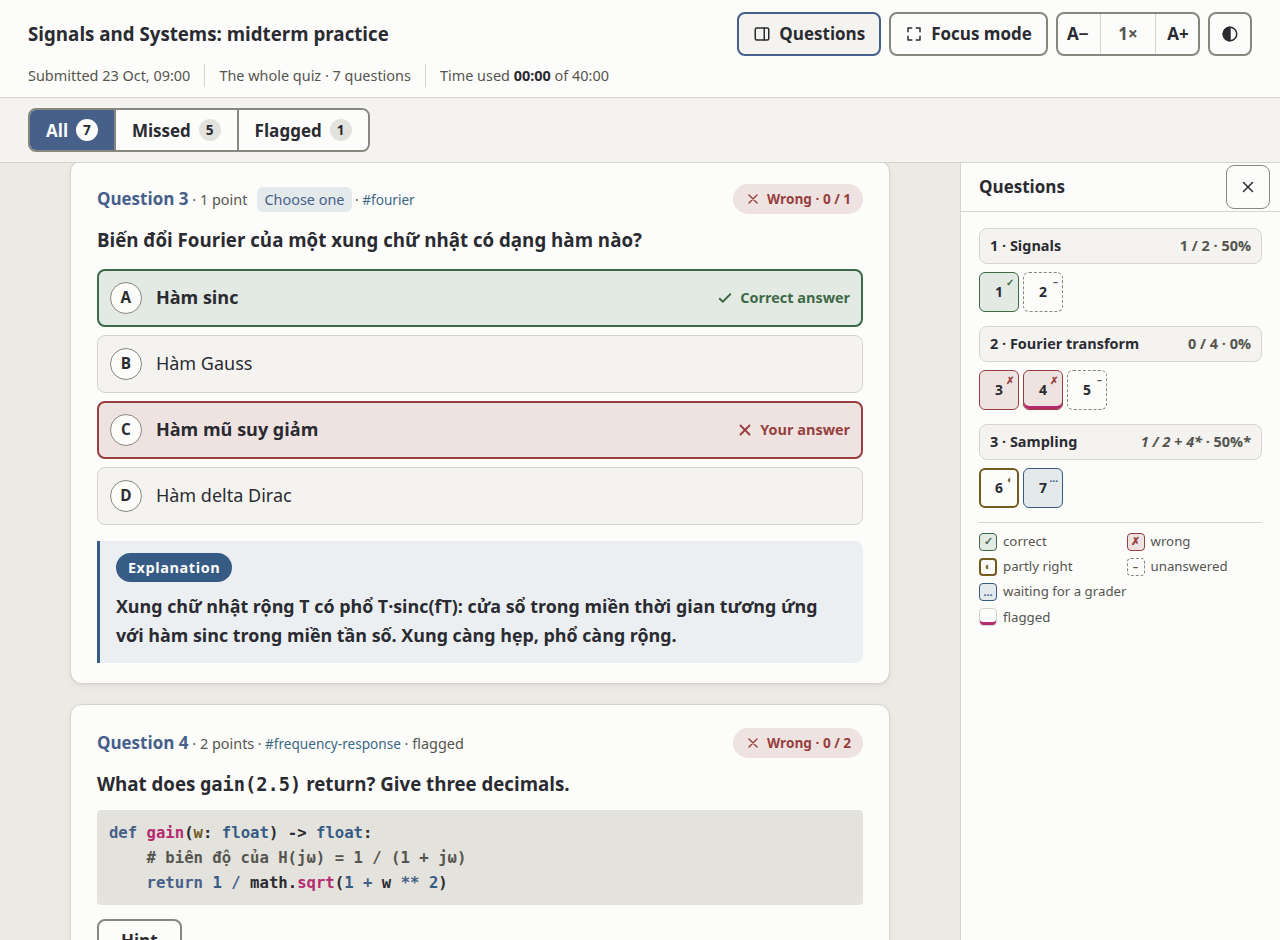 Signals and Systems: midterm practice
Questions
Focus mode
A− 1× A+
Submitted 23 Oct, 09:00
The whole quiz · 7 questions
Time used 00:00 of 40:00
All 7
Missed 5
Flagged 1
Question 3 · 1 point Choose one · #fourier
Wrong · 0 / 1
Biến đổi Fourier của một xung chữ nhật có dạng hàm nào?
A Hàm sinc
Correct answer
B Hàm Gauss
C Hàm mũ suy giảm
Your answer
D Hàm delta Dirac
Explanation
Xung chữ nhật rộng T có phổ T·sinc(fT): cửa sổ trong miền thời gian tương ứng
với hàm sinc trong miền tần số. Xung càng hẹp, phổ càng rộng.
Question 4 · 2 points · #frequency-response · flagged
Wrong · 0 / 2
What does gain(2.5) return? Give three decimals.
def gain(w: float) -> float:
    # biên độ của H(jω) = 1 / (1 + jω)
    return 1 / math.sqrt(1 + w ** 2)
Hint
Questions
1 · Signals 1 / 2 · 50%
1 ✓ 2 –
2 · Fourier transform 0 / 4 · 0%
3 ✗ 4 ✗ 5 –
3 · Sampling 1 / 2 + 4* · 50%*
6 7 …
✓ correct
✗ wrong
partly right
– unanswered
… waiting for a grader
flagged